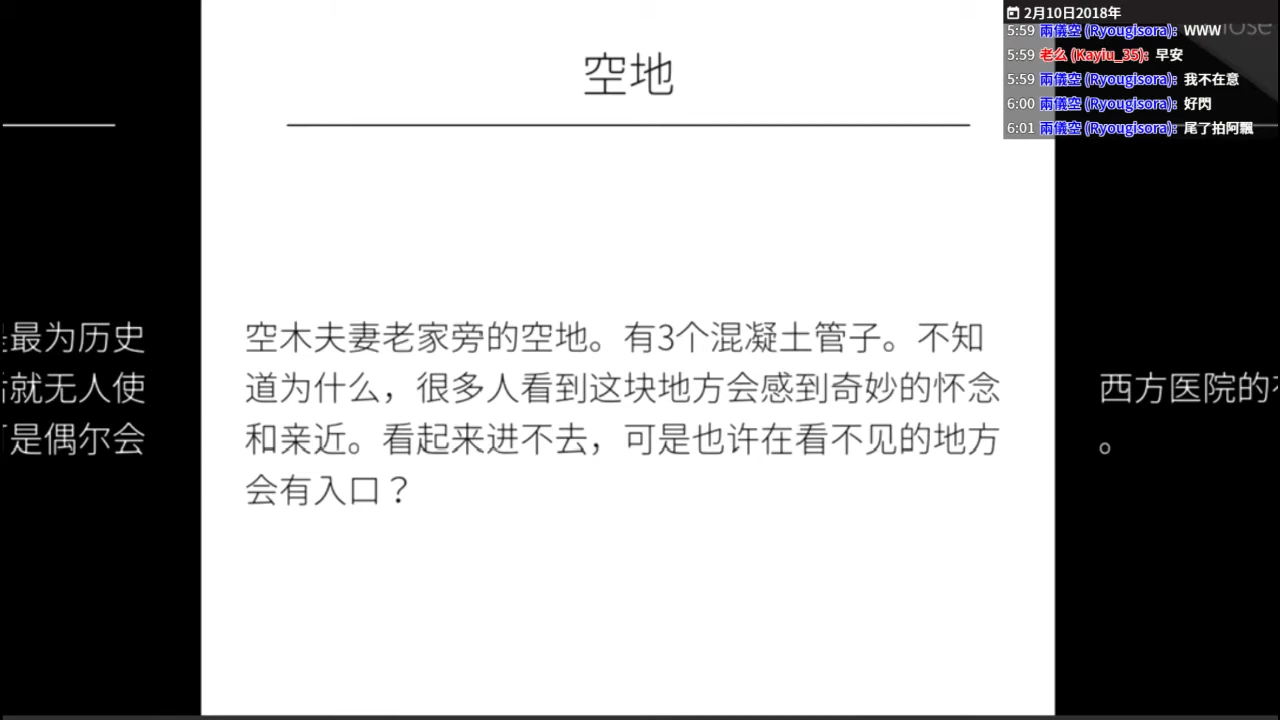 空地
空木夫妻老家旁的空地。有3个混凝土管子。不知
道为什么，很多人看到这块地方会感到奇妙的怀念
和亲近。看起来进不去，可是也许在看不见的地方
会有入口？
最为历史
就无人使
是偶尔会
西方医院的
。
2月10日2018年
5:59 兩儀空 (Ryougisora): WWW
5:59 老么 (Kayiu_35): 早安
5:59 兩儀空 (Ryougisora): 我不在意
6:00 兩儀空 (Ryougisora): 好閃
6:01 兩儀空 (Ryougisora): 尾了拍阿飄